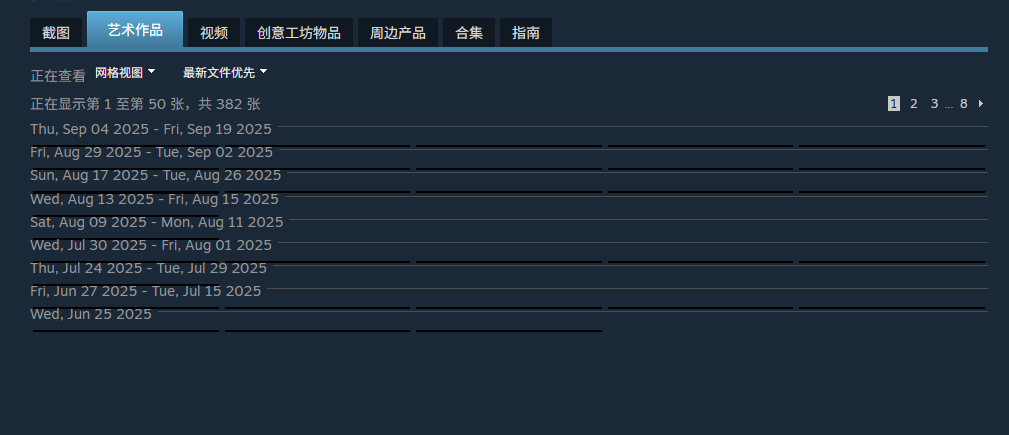 截图 艺术作品 视频 创意工坊物品 周边产品 合集 指南
正在查看 网格视图 最新文件优先
正在显示第 1 至第 50 张，共 382 张 1 2 3 ... 8
Thu, Sep 04 2025 - Fri, Sep 19 2025
Fri, Aug 29 2025 - Tue, Sep 02 2025
Sun, Aug 17 2025 - Tue, Aug 26 2025
Wed, Aug 13 2025 - Fri, Aug 15 2025
Sat, Aug 09 2025 - Mon, Aug 11 2025
Wed, Jul 30 2025 - Fri, Aug 01 2025
Thu, Jul 24 2025 - Tue, Jul 29 2025
Fri, Jun 27 2025 - Tue, Jul 15 2025
Wed, Jun 25 2025